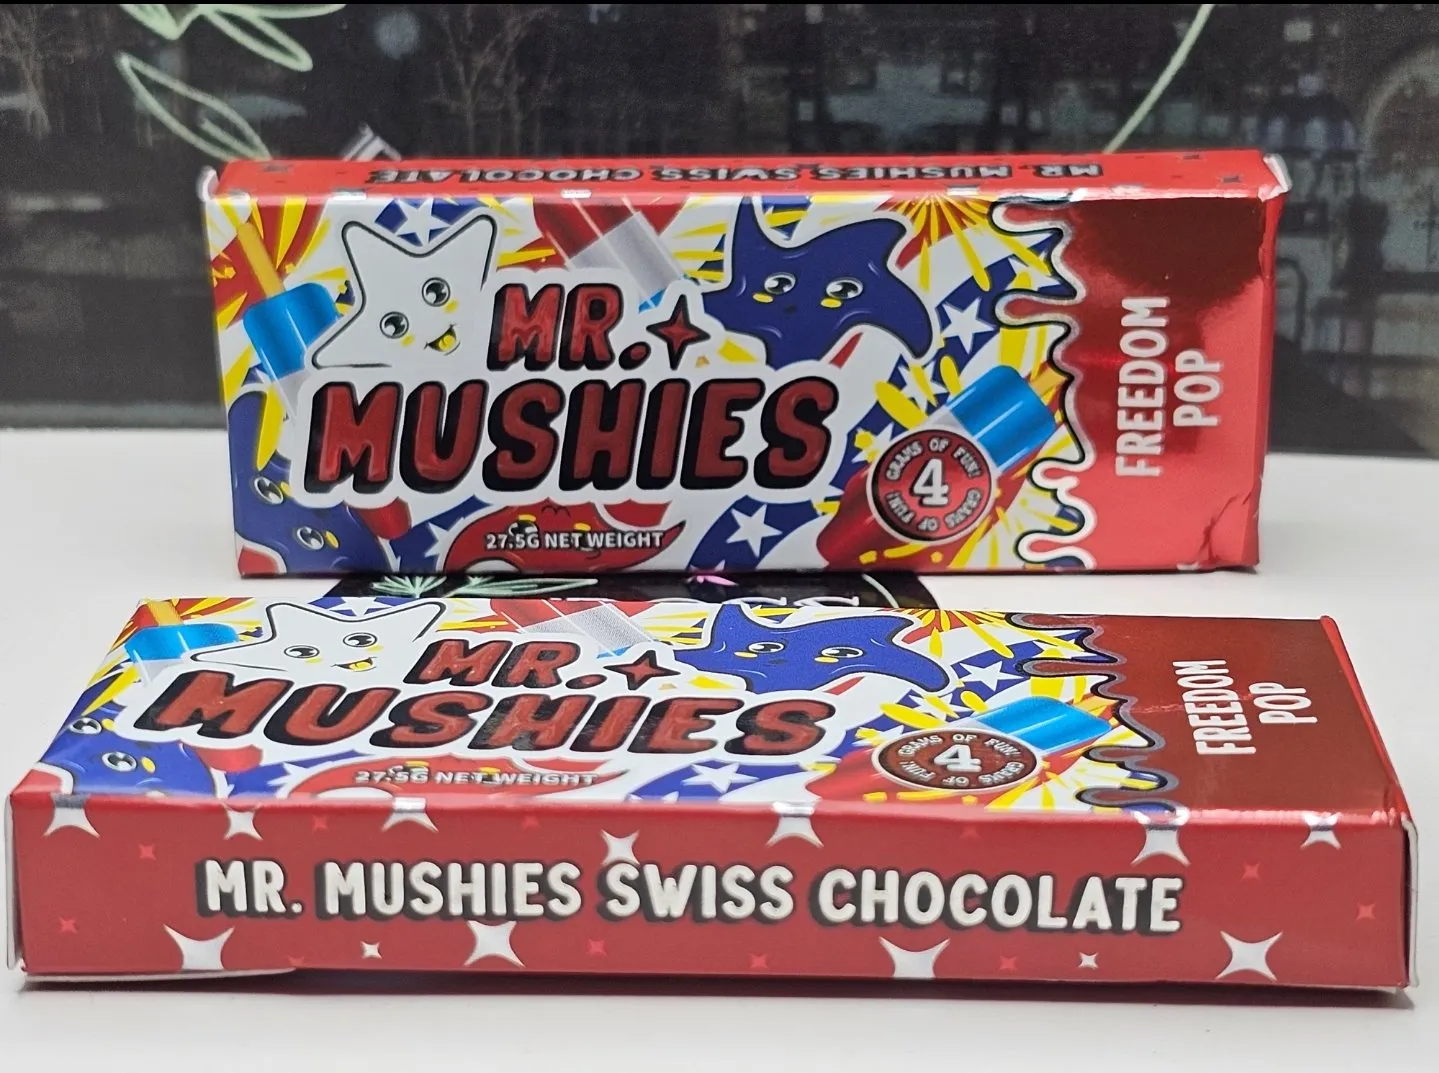 MR. MUSHIES SWISS CHOCOLATE
MR.
MUSHIES
27.5G NET WEIGHT
GRAMS OF FUN!
4
GRAMS OF FUN!
FREEDOM
POP
MR.
MUSHIES
27.5G NET WEIGHT
GRAMS OF FUN!
4
GRAMS OF FUN!
FREEDOM
POP
MR. MUSHIES SWISS CHOCOLATE